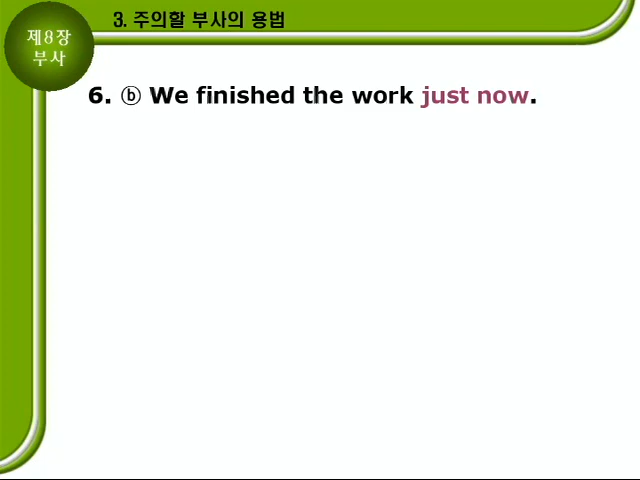 3. 주의할 부사의 용법
제8장
부사
6. ⓑ We finished the work just now.